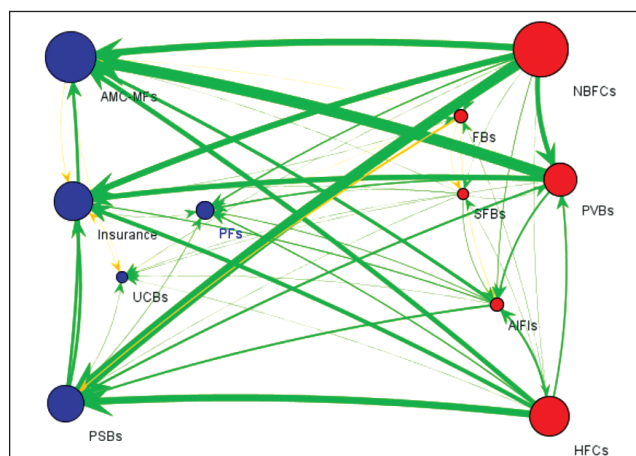 AMC-MFs
NBFCs
FBs
PVBs
SFBs
Insurance
PFs
UCBs
AIFIs
PSBs
HFCs